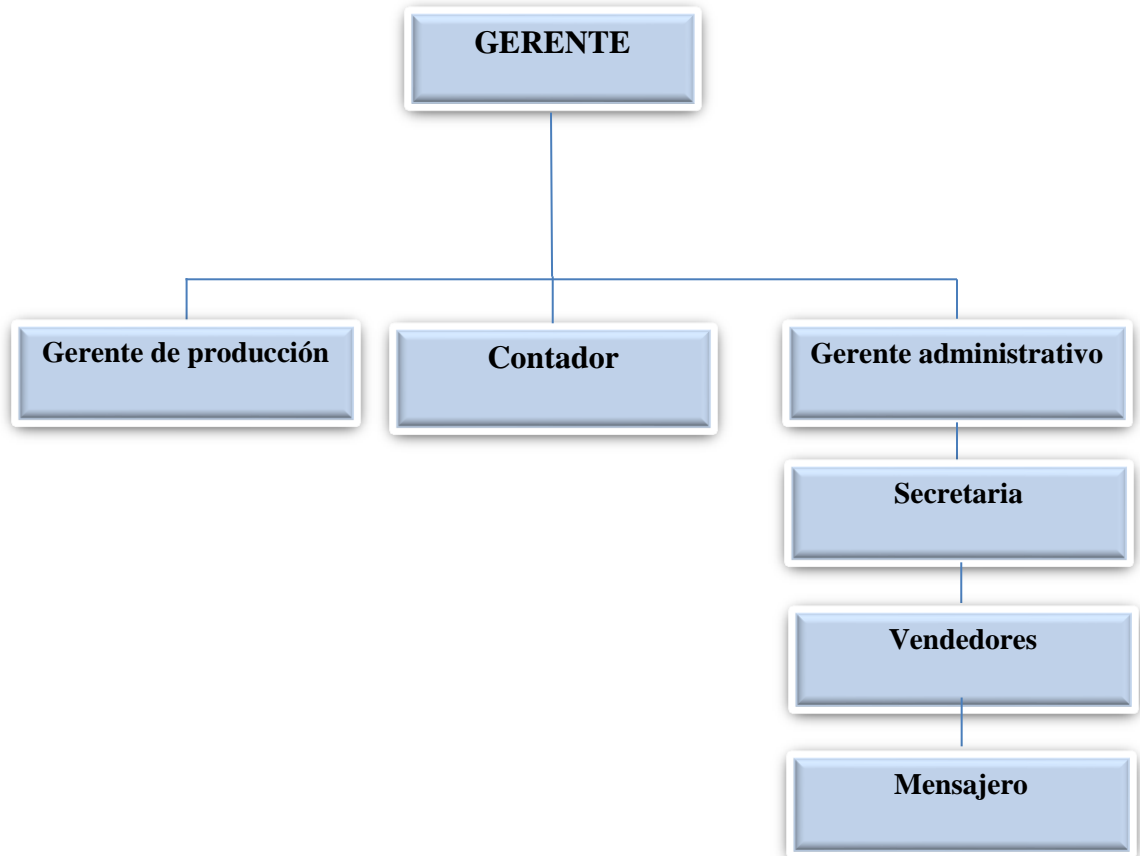 GERENTE
Gerente de producción
Contador
Gerente administrativo
Secretaria
Vendedores
Mensajero